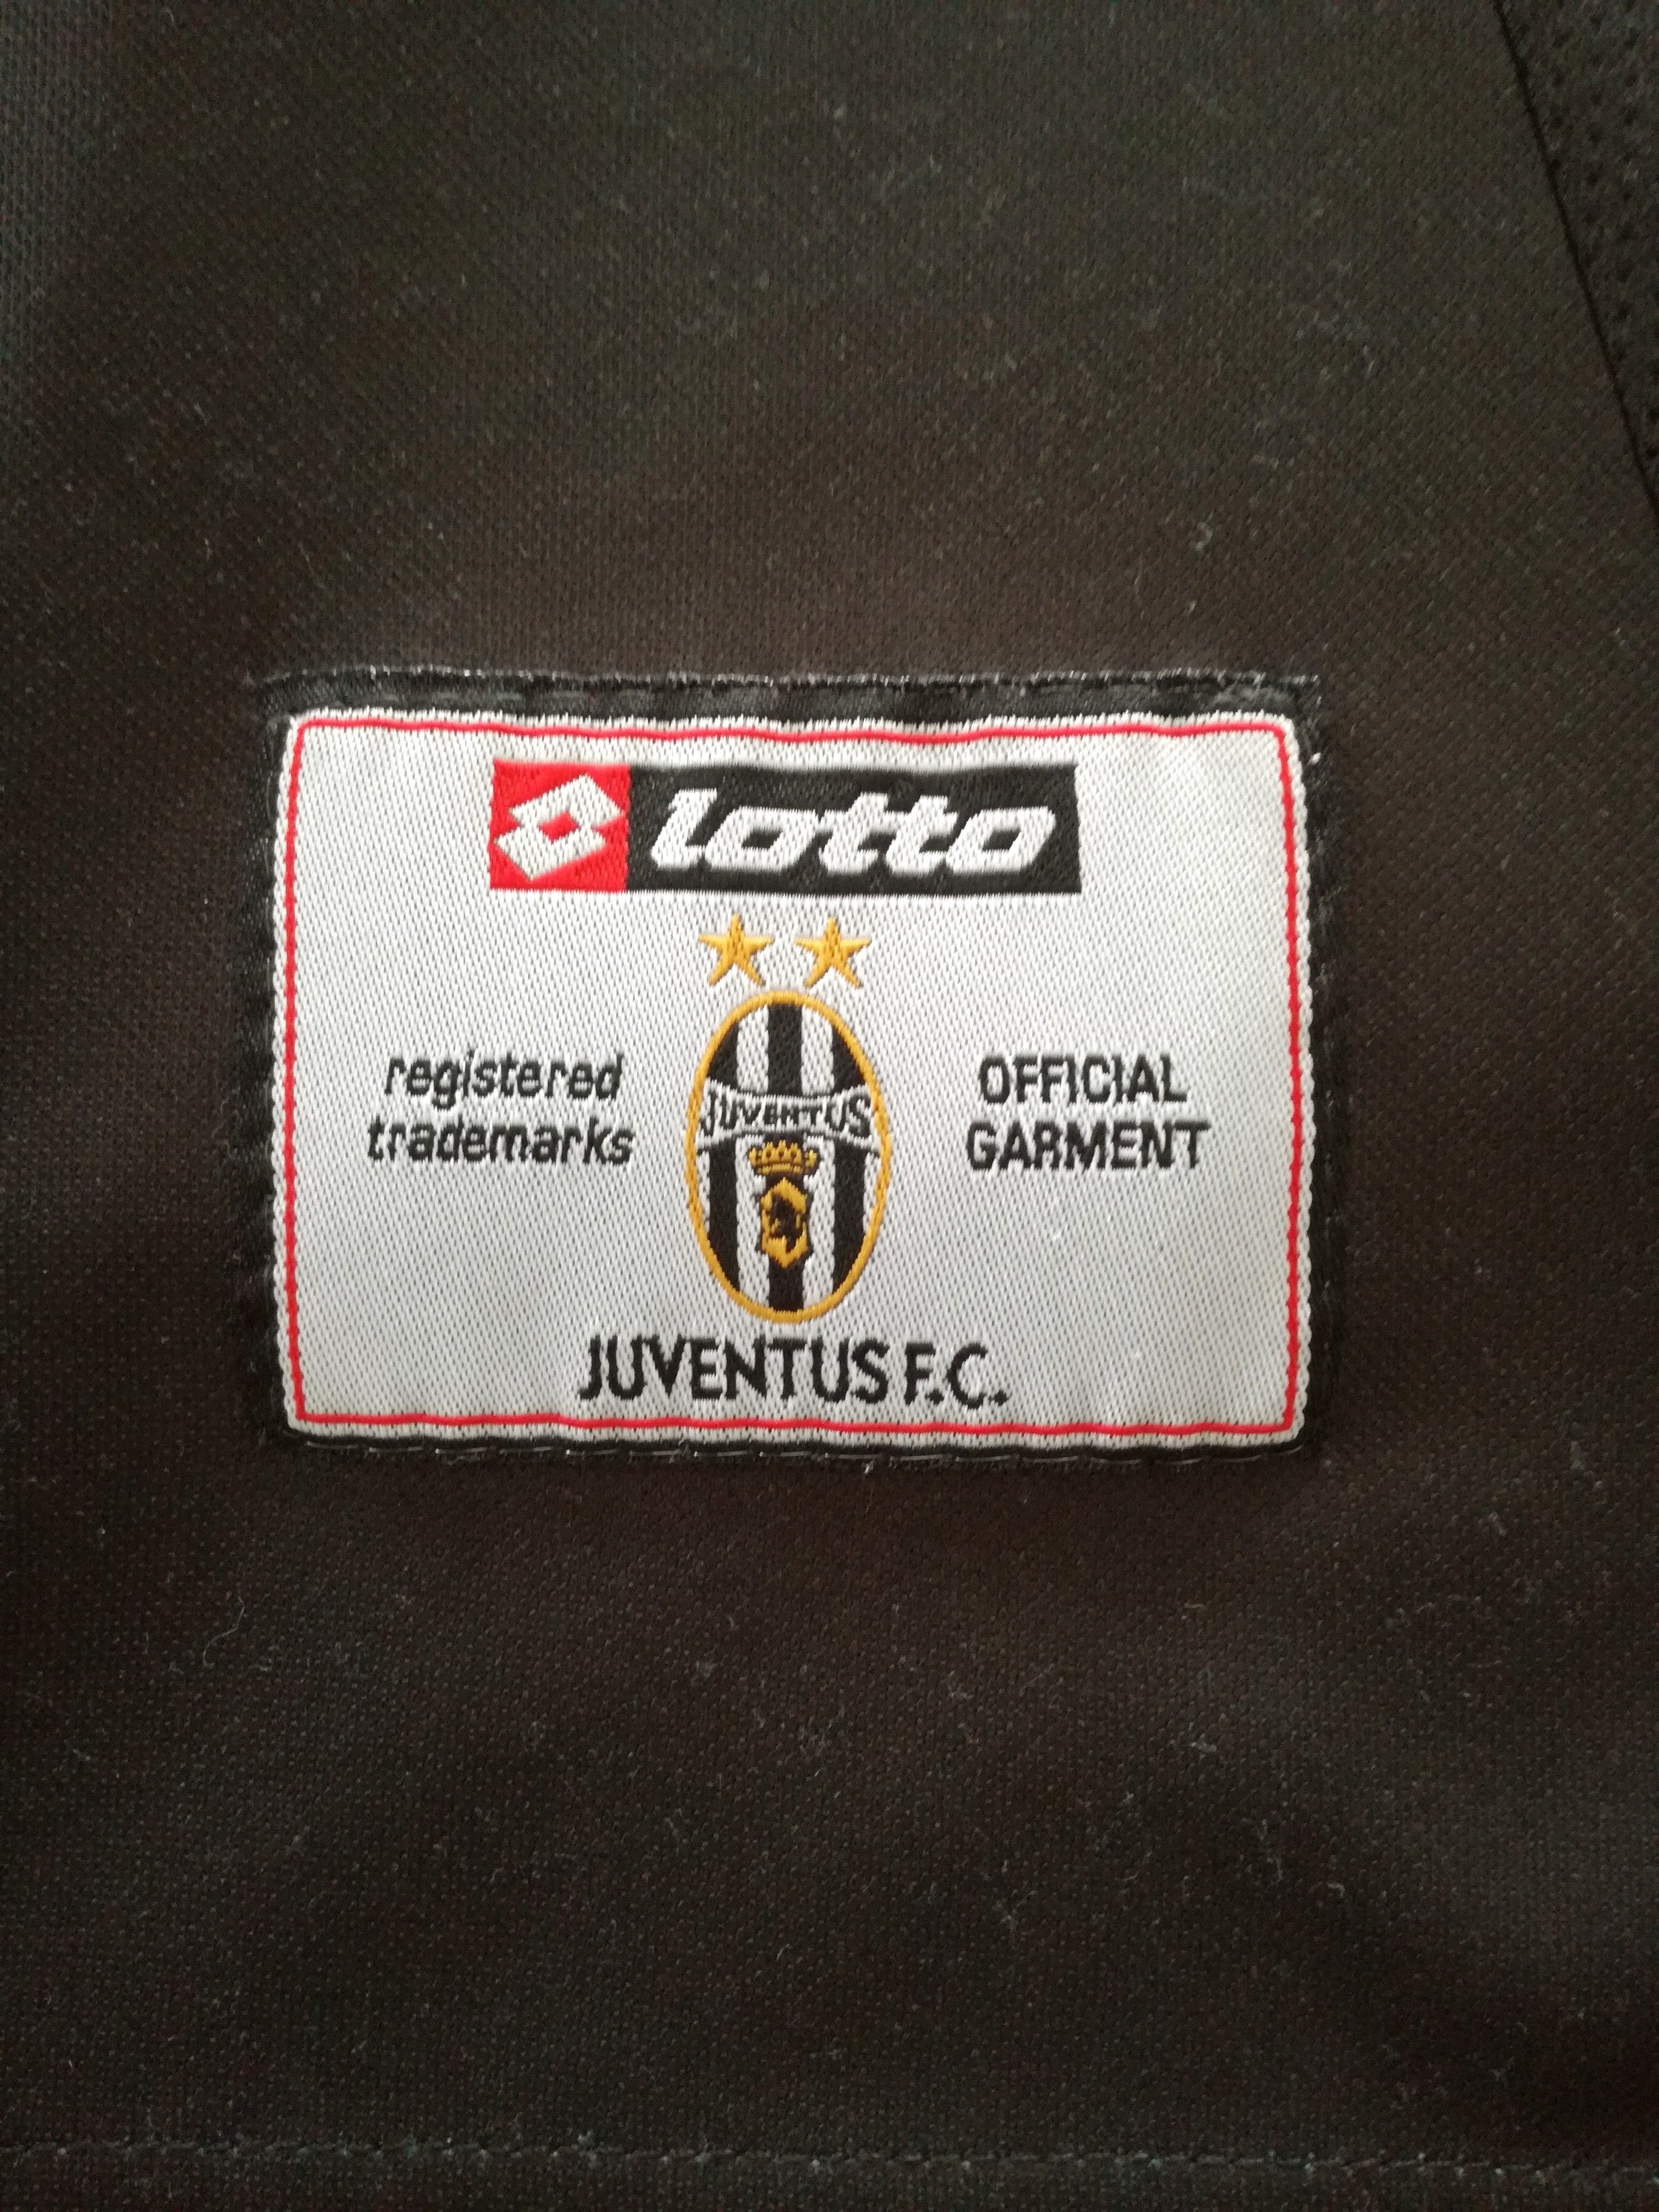 lotto
registered
trademarks
JUVENTUS
OFFICIAL
GARMENT
JUVENTUS F.C.